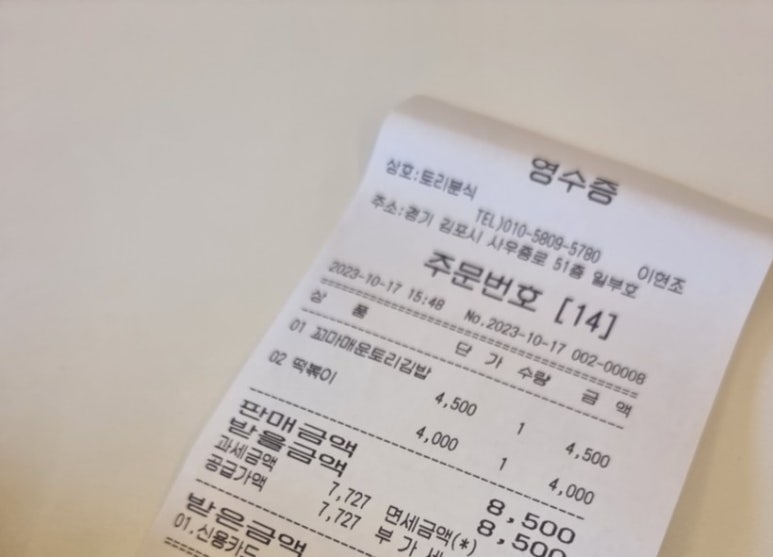 영수증
상호:토리분식
TEL)010-5809-5780 이현조
주소:경기 김포시 사우중로 51층 일부호
주문번호 [14]
2023-10-17 15:48 No.2023-10-17 002-00008
상 품 단 가 수량 금 액
01 꼬마매운토리김밥
4,500 1 4,500
02 떡볶이
4,000 1 4,000
판매금액 8,500
받을금액 8,500
과세금액 7,727 면세금액(*)
공급가액 7,727 부 가 세
받은금액
01.신용카드